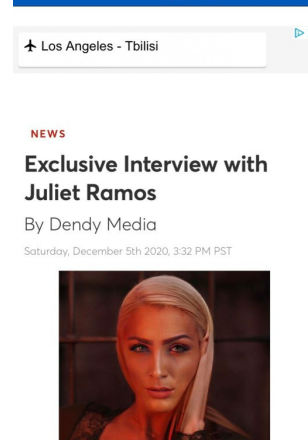 Los Angeles - Tbilisi
NEWS
Exclusive Interview with
Juliet Ramos
By Dendy Media
Saturday, December 5th 2020, 3:32 PM PST